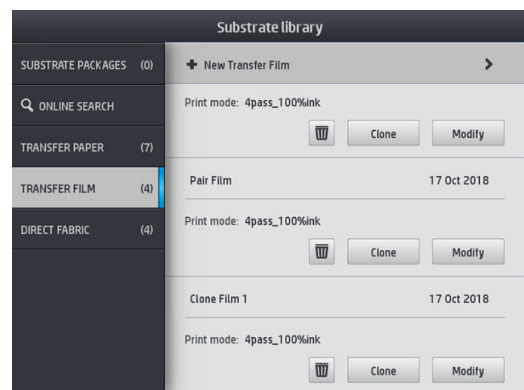 Substrate library
SUBSTRATE PACKAGES (0)
ONLINE SEARCH
TRANSFER PAPER (7)
TRANSFER FILM (4)
DIRECT FABRIC (4)
New Transfer Film
Print mode: 4pass_100%ink
Clone Modify
Pair Film 17 Oct 2018
Print mode: 4pass_100%ink
Clone Modify
Clone Film 1 17 Oct 2018
Print mode: 4pass_100%ink
Clone Modify